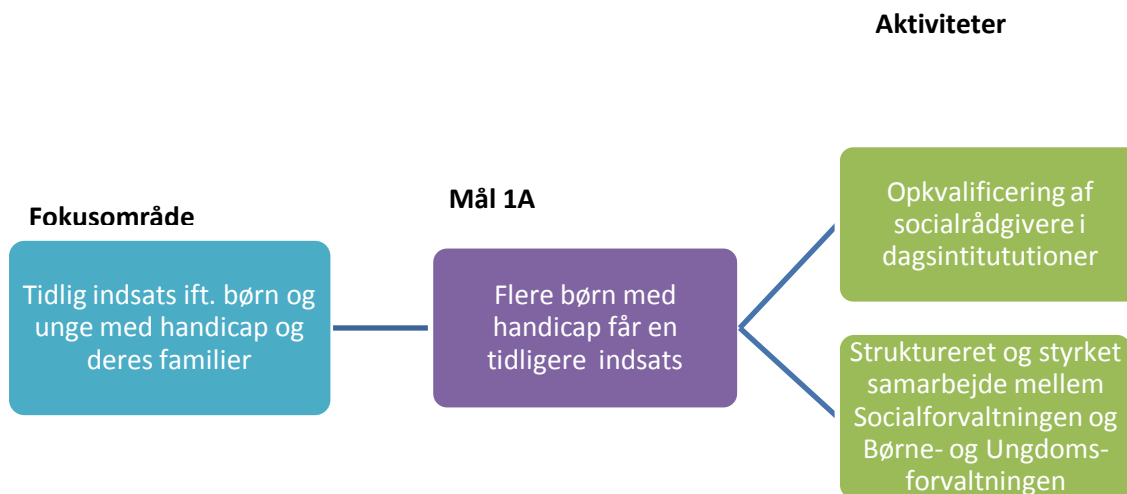 Aktiviteter
Fokusområde
Mål 1A
Tidlig indsats ift. børn og
unge med handicap og
deres familier
Flere børn med
handicap får en
tidligere indsats
Opkvalificering af
socialrådgivere i
dagsintitututioner
Struktureret og styrket
samarbejde mellem
Socialforvaltningen og
Børne- og Ungdoms-
forvaltningen